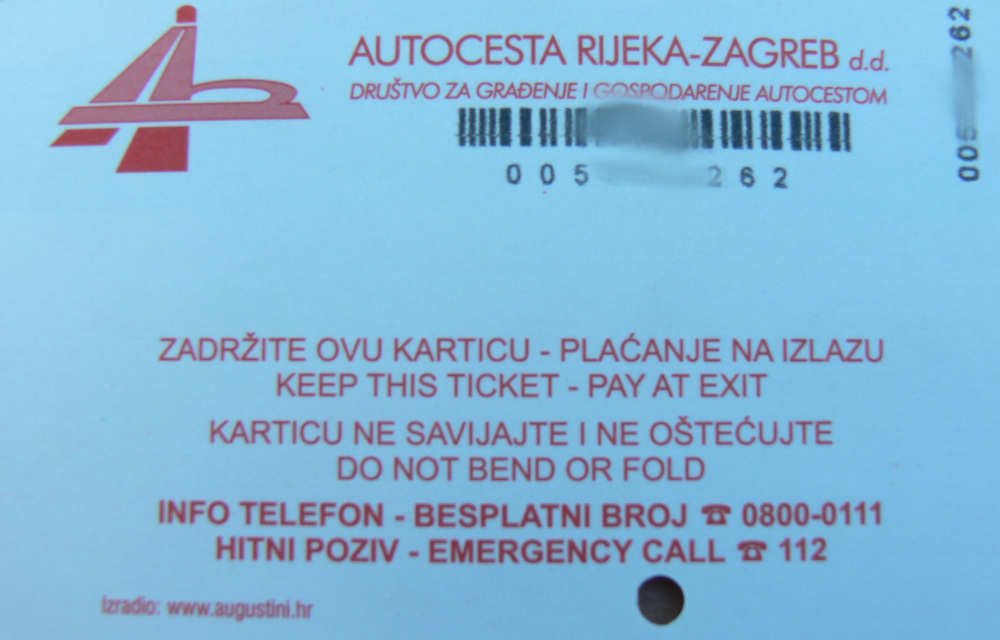 AUTOCESTA RIJEKA-ZAGREB d.d.
DRUŠTVO ZA GRAĐENJE I GOSPODARENJE AUTOCESTOM
005 262
005 262
ZADRŽITE OVU KARTICU - PLAĆANJE NA IZLAZU
KEEP THIS TICKET - PAY AT EXIT
KARTICU NE SAVIJAJTE I NE OŠTEĆUJTE
DO NOT BEND OR FOLD
INFO TELEFON - BESPLATNI BROJ ☎ 0800-0111
HITNI POZIV - EMERGENCY CALL ☎ 112
Izradio: www.augustini.hr